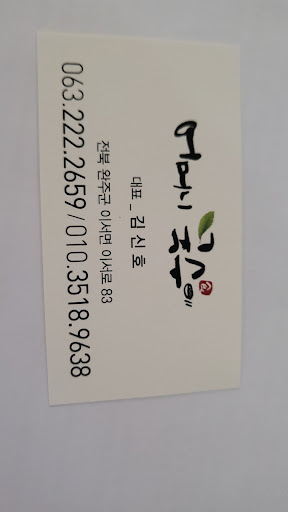 어머니
대표_ 김 신 호
전북 완주군 이서면 이서로 83
063.222.2659 / 010.3518.9638